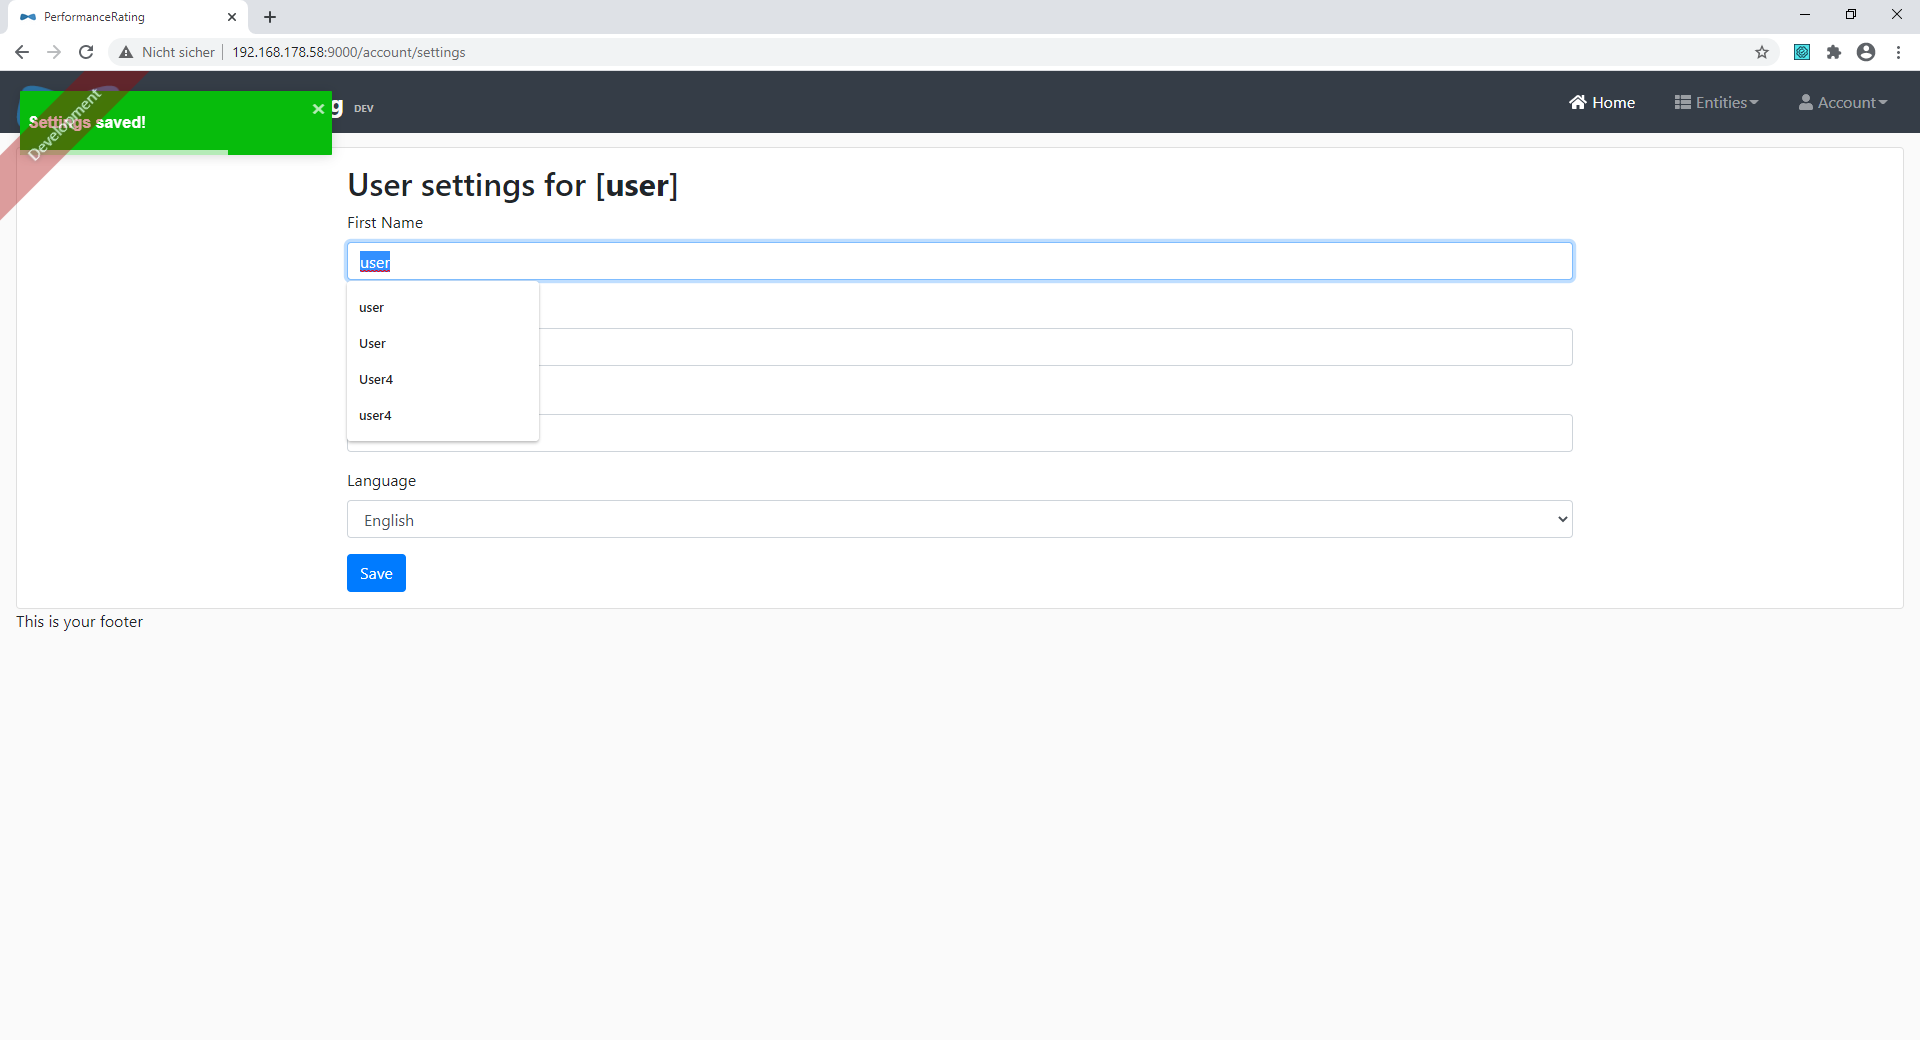 PerformanceRating
Nicht sicher
192.168.178.58:9000/account/settings
g DEV
Home
Entities
Account
Settings saved!
Development
User settings for [user]
First Name
user
user
User
User4
user4
Language
English
Save
This is your footer